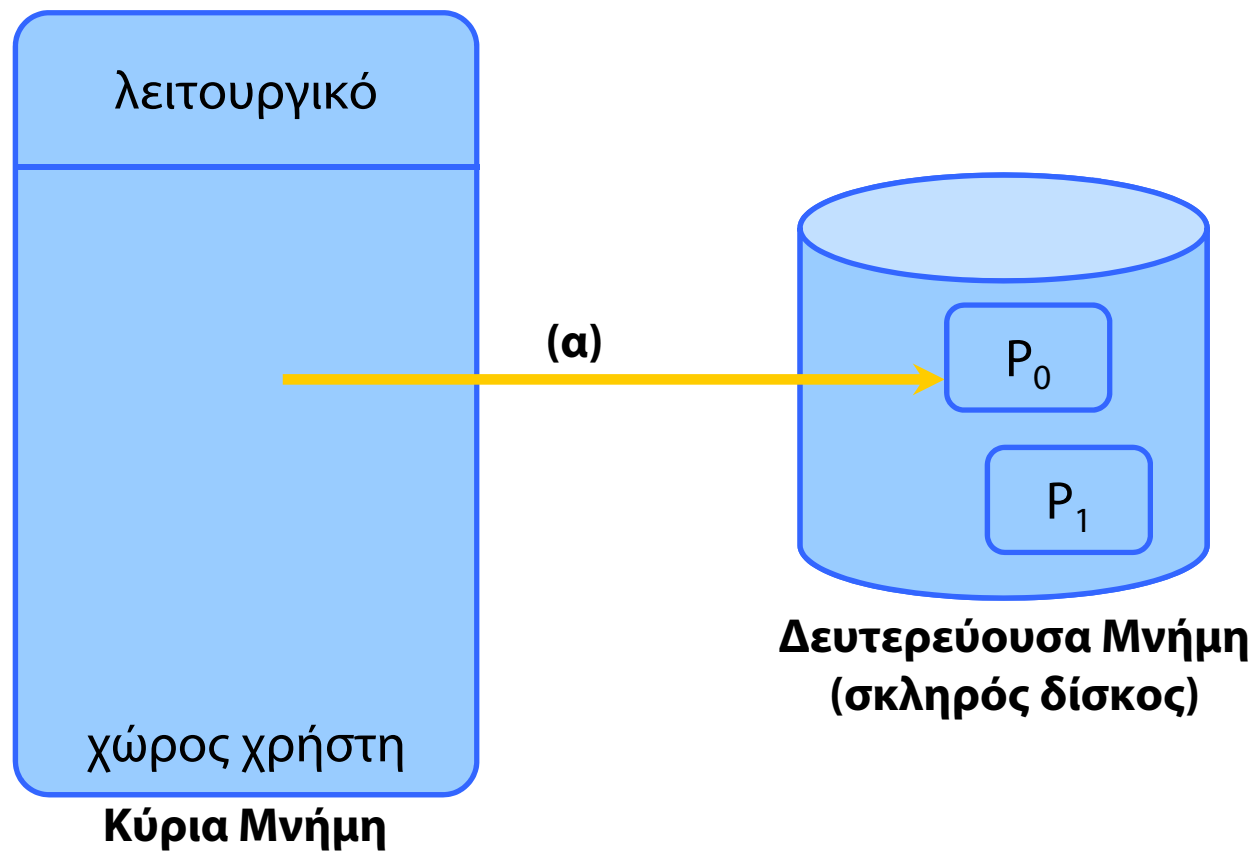 λειτουργικό
(α)
P0
P1
Δευτερεύουσα Μνήμη
(σκληρός δίσκος)
χώρος χρήστη
Κύρια Μνήμη